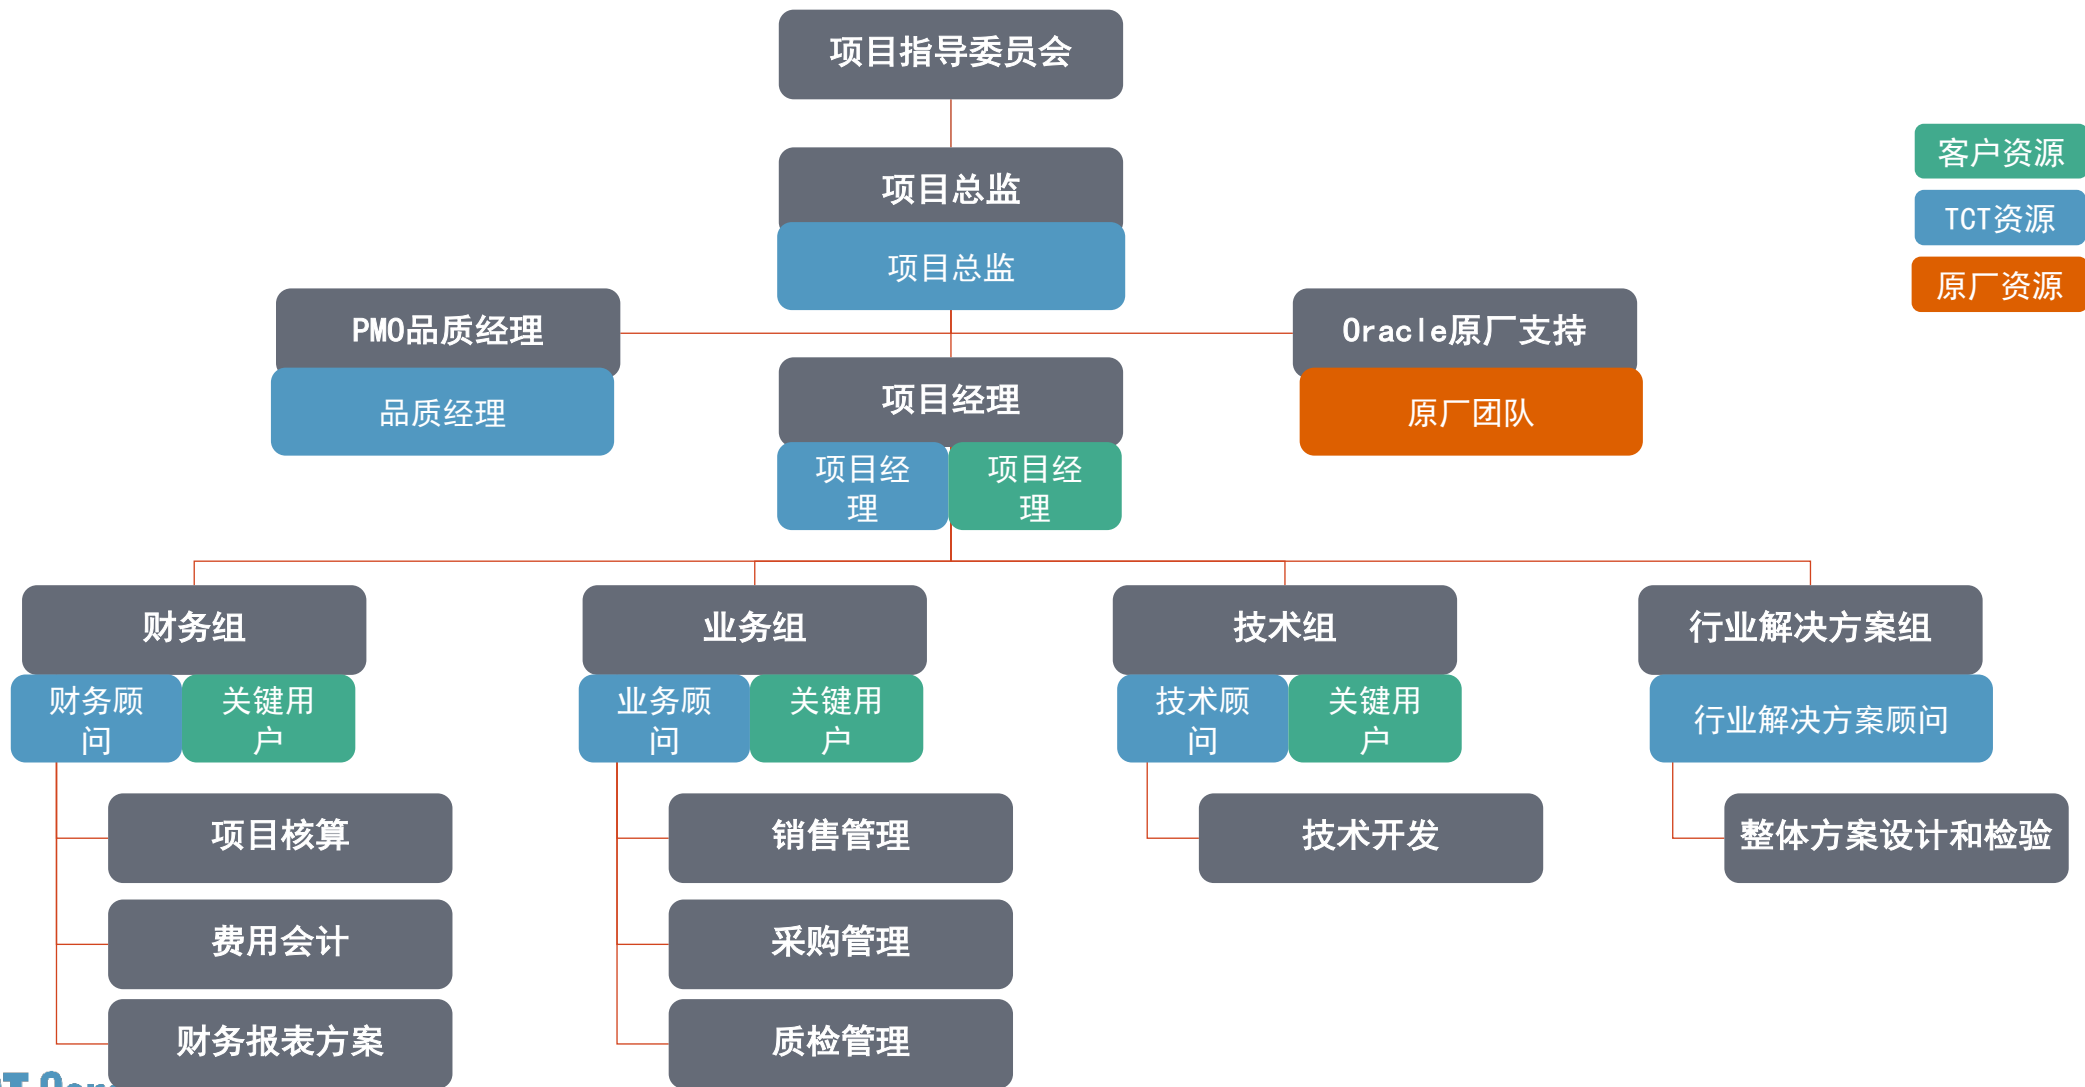 项目指导委员会
项目总监
项目总监
客户资源
TCT资源
原厂资源
PMO品质经理
品质经理
Oracle原厂支持
原厂团队
项目经理
项目经
理
项目经
理
财务组
财务顾
问
关键用
户
业务组
业务顾
问
关键用
户
技术组
技术顾
问
关键用
户
行业解决方案组
行业解决方案顾问
项目核算
费用会计
财务报表方案
销售管理
采购管理
质检管理
技术开发
整体方案设计和检验